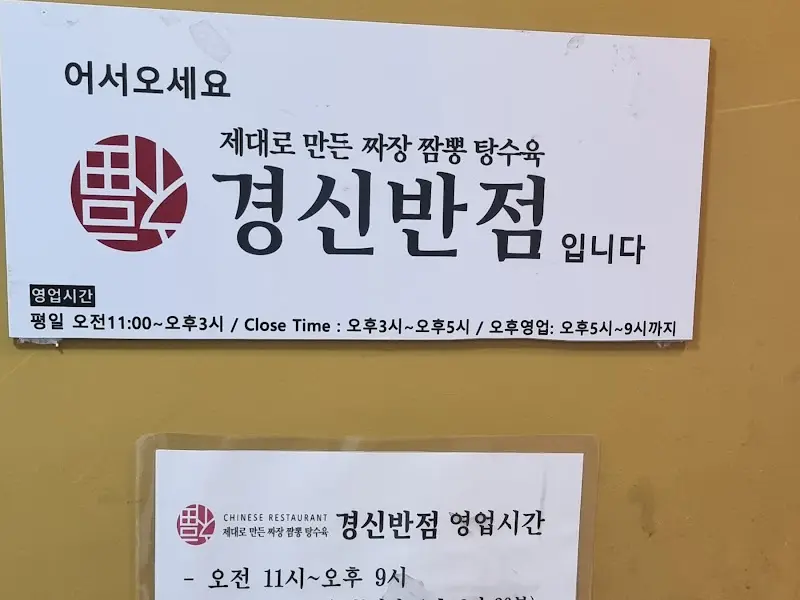 어서오세요
제대로 만든 짜장 짬뽕 탕수육
福
경신반점 입니다
영업시간
평일 오전11:00~오후3시 / Close Time : 오후3시~오후5시 / 오후영업: 오후5시~9시까지
福
CHINESE RESTAURANT
제대로 만든 짜장 짬뽕 탕수육
경신반점 영업시간
- 오전 11시~오후 9시